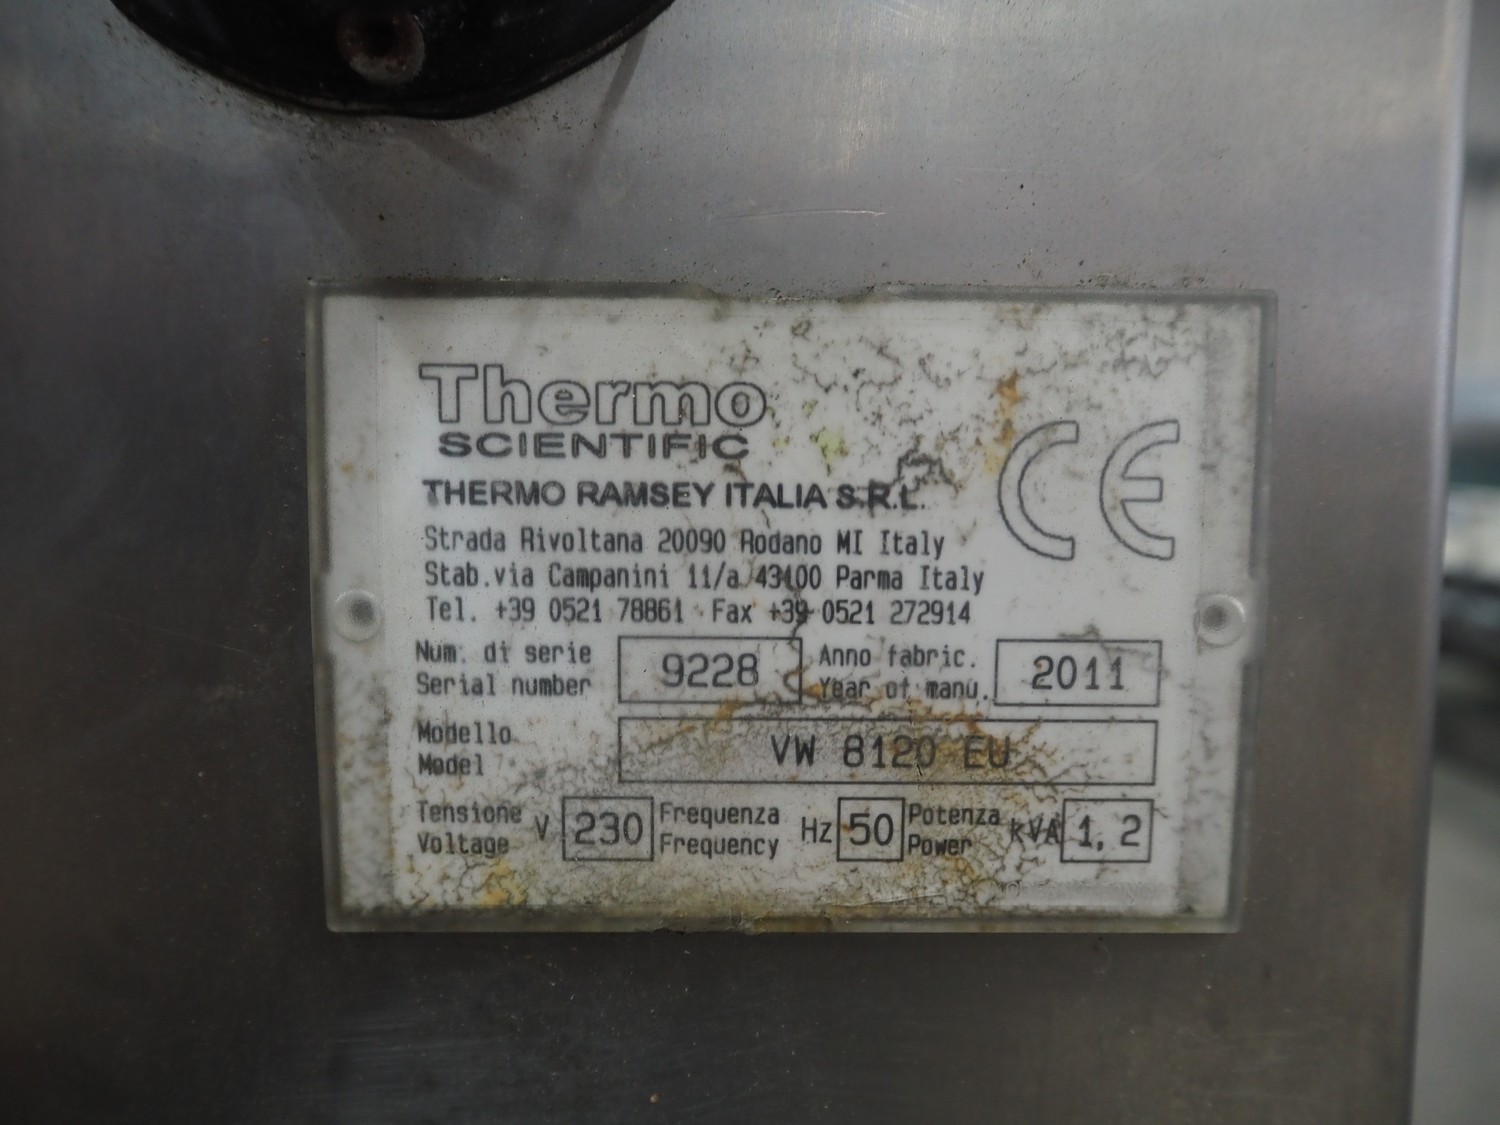 Thermo
SCIENTIFIC
CE
THERMO RAMSEY ITALIA S.R.L.
Strada Rivoltana 20090 Rodano MI Italy
Stab.via Campanini 11/a 43100 Parma Italy
Tel. +39 0521 78861 Fax +39 0521 272914
Num. di serie 9228 Anno fabric. 2011
Serial number Year of manu.
Modello VW 8120 EU
Model
Tensione V 230 Frequenza Hz 50 Potenza kVA 1,2
Voltage Frequency Power